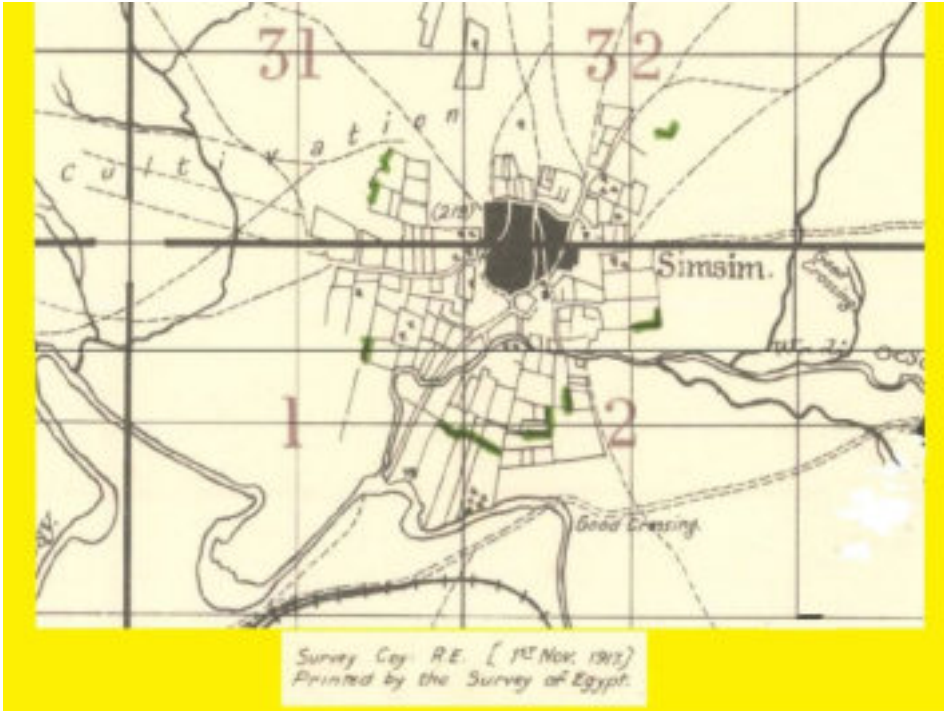 31
32
Cultivation
(219)
Simsim.
Good
Crossing
1
2
Good Crossing.
Survey Coy. R.E. [ 1ST Nov. 1917]
Printed by the Survey of Egypt.